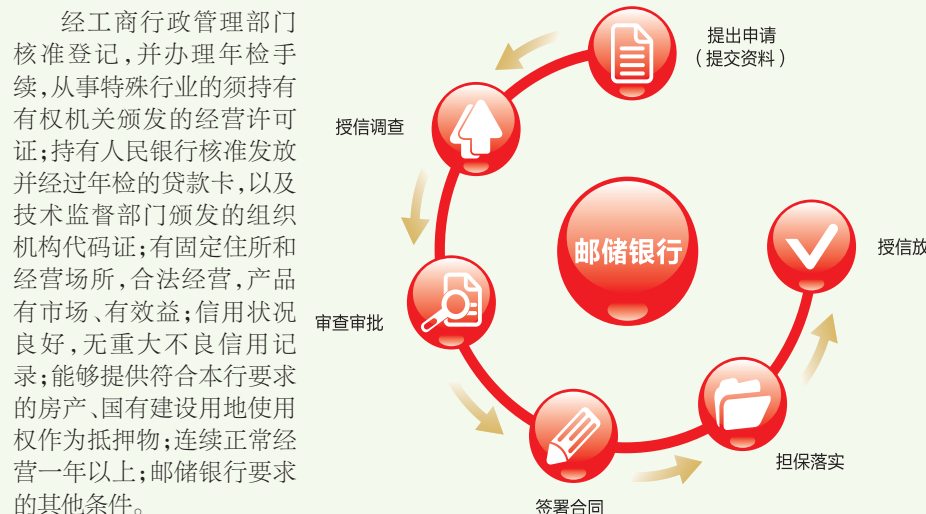 经工商行政管理部门
核准登记,并办理年检手
续,从事特殊行业的须持有
有权机关颁发的经营许可
证;持有人民银行核准发放
并经过年检的贷款卡,以及
技术监督部门颁发的组织
机构代码证;有固定住所和
经营场所,合法经营,产品
有市场、有效益;信用状况
良好,无重大不良信用记
录;能够提供符合本行要求
的房产、国有建设用地使用
权作为抵押物;连续正常经
营一年以上;邮储银行要求
的其他条件。
提出申请
(提交资料)
授信调查
审查审批
签署合同
担保落实
授信放
邮储银行